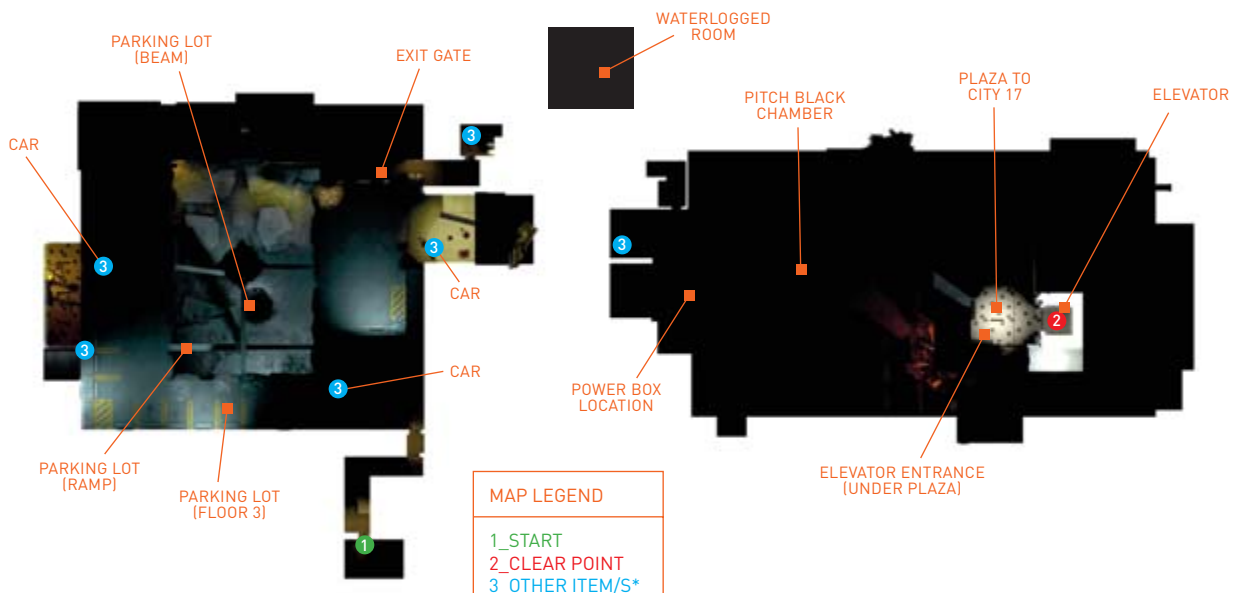 WATERLOGGED
ROOM
PARKING LOT
(BEAM)
EXIT GATE
PLAZA TO
CITY 17
ELEVATOR
PITCH BLACK
CHAMBER
CAR
3
3
3
3
CAR
3
2
3
CAR
POWER BOX
LOCATION
PARKING LOT
(RAMP)
PARKING LOT
(FLOOR 3)
ELEVATOR ENTRANCE
(UNDER PLAZA)
1
MAP LEGEND
1_START
2_CLEAR POINT
3_OTHER ITEM/S*